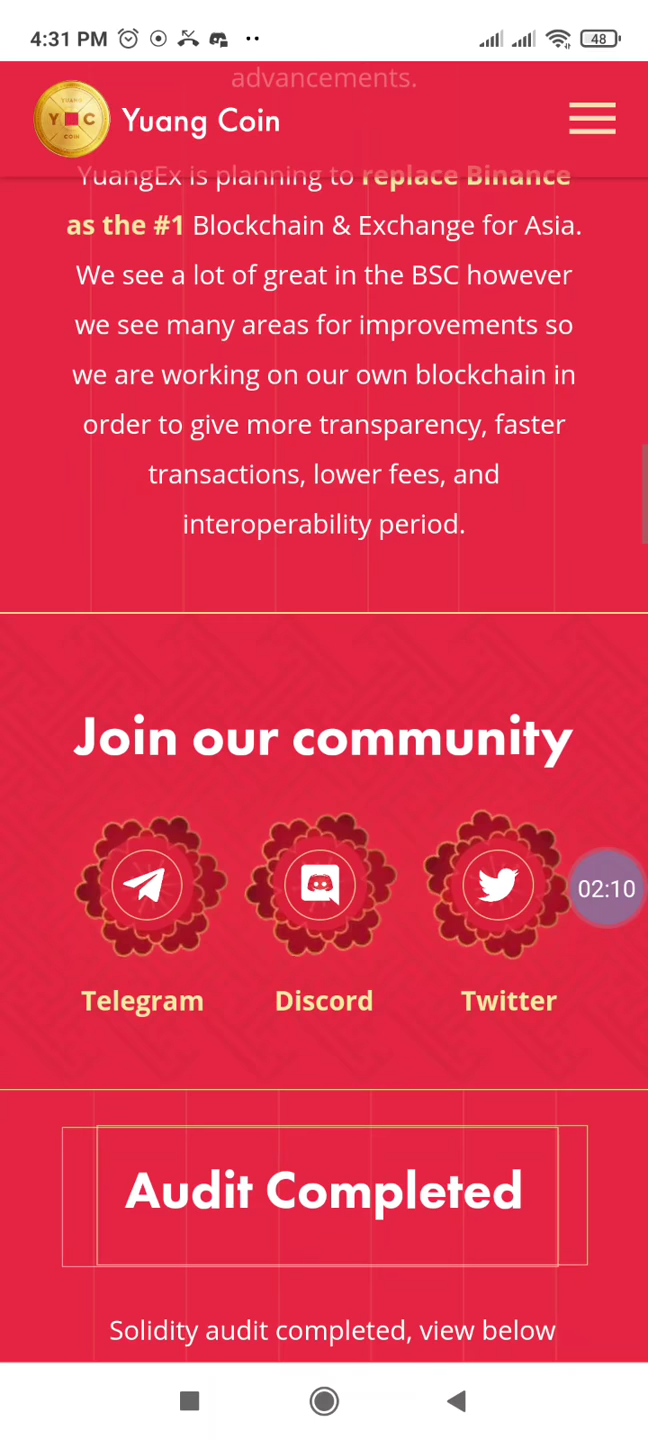 4:31 PM
48
advancements.
YUANG
Y C
COIN
Yuang Coin
YuangEx is planning to replace Binance
as the #1 Blockchain & Exchange for Asia.
We see a lot of great in the BSC however
we see many areas for improvements so
we are working on our own blockchain in
order to give more transparency, faster
transactions, lower fees, and
interoperability period.
Join our community
02:10
Telegram Discord Twitter
Audit Completed
Solidity audit completed, view below